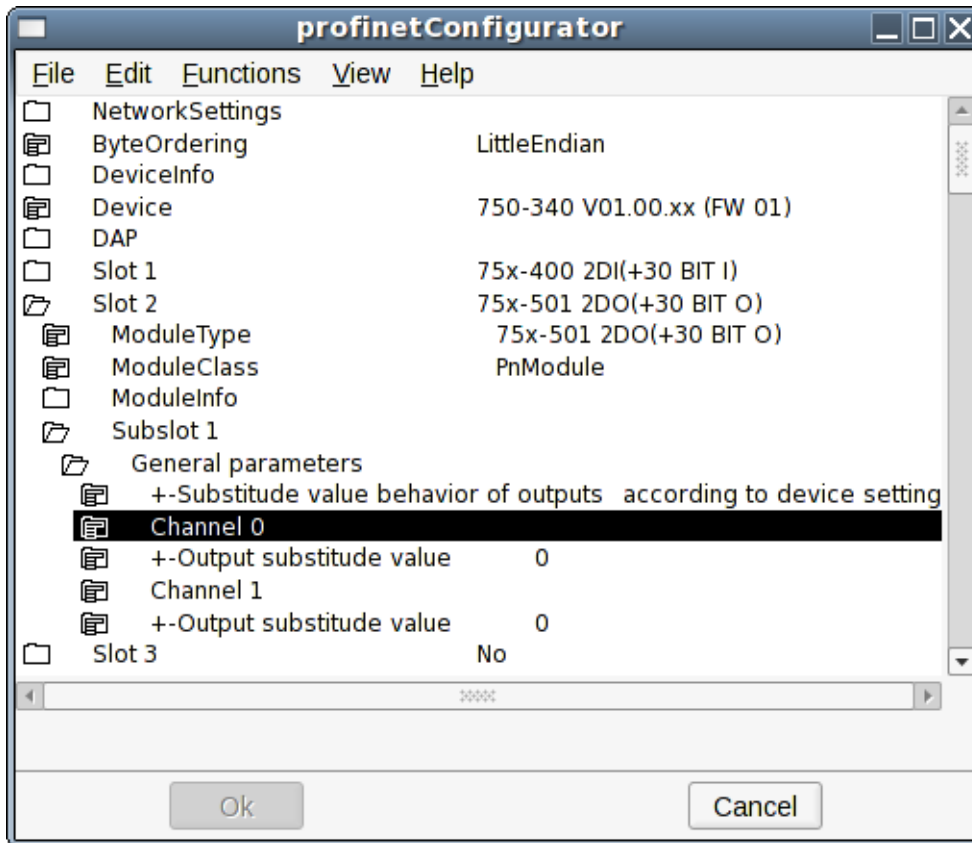 profinetConfigurator
File Edit Functions View Help
NetworkSettings
ByteOrdering LittleEndian
DeviceInfo
Device 750-340 V01.00.xx (FW 01)
DAP
Slot 1 75x-400 2DI(+30 BIT I)
Slot 2 75x-501 2DO(+30 BIT O)
ModuleType 75x-501 2DO(+30 BIT O)
ModuleClass PnModule
ModuleInfo
Subslot 1
General parameters
+-Substitude value behavior of outputs according to device setting
Channel 0
+-Output substitude value 0
Channel 1
+-Output substitude value 0
Slot 3 No
Ok Cancel